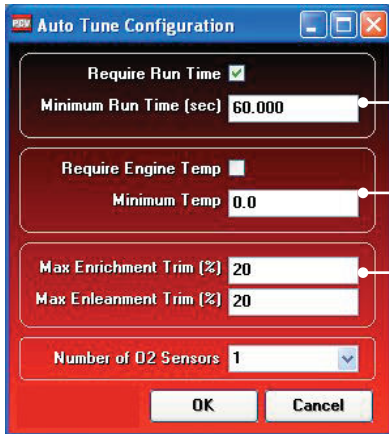 PCV Auto Tune Configuration
Require Run Time
Minimum Run Time (sec) 60.000
Require Engine Temp
Minimum Temp 0.0
Max Enrichment Trim (%) 20
Max Enleanment Trim (%) 20
Number of O2 Sensors 1
OK Cancel